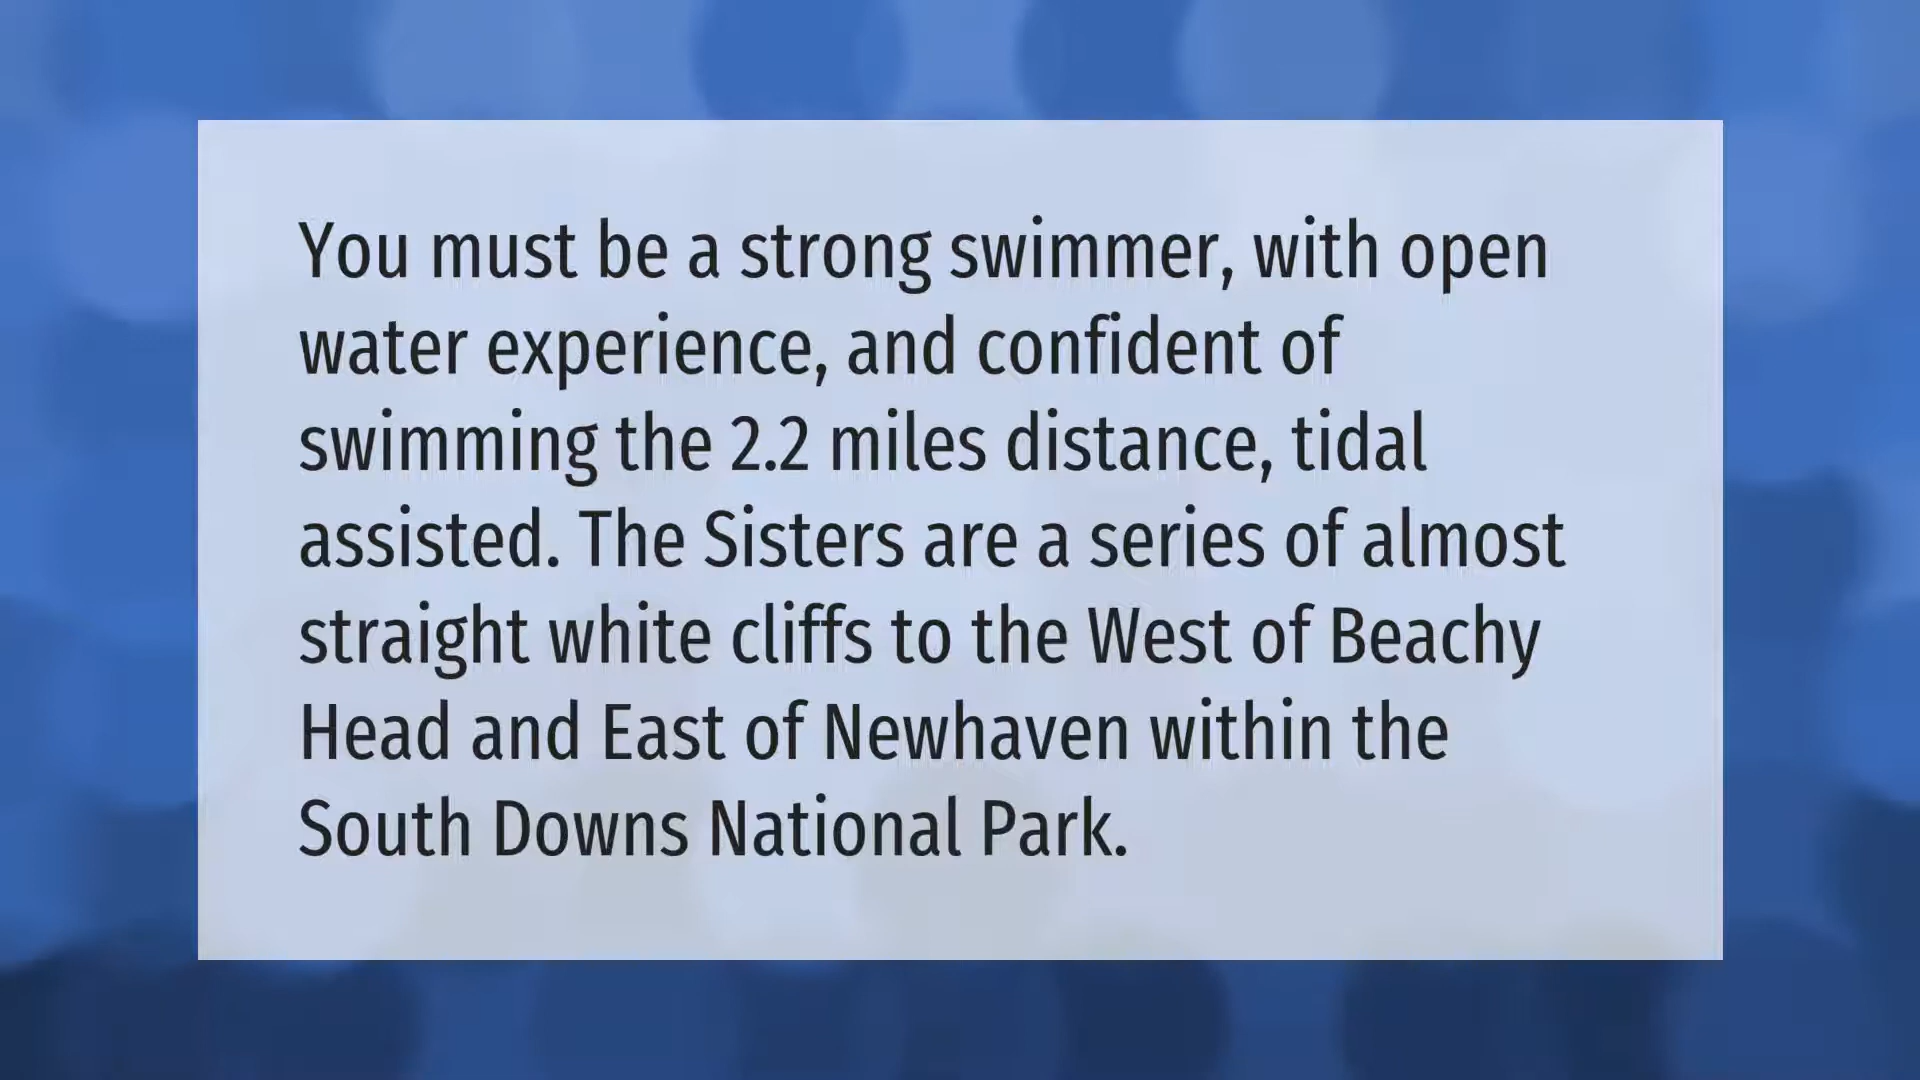 You must be a strong swimmer, with open
water experience, and confident of
swimming the 2.2 miles distance, tidal
assisted. The Sisters are a series of almost
straight white cliffs to the West of Beachy
Head and East of Newhaven within the
South Downs National Park.